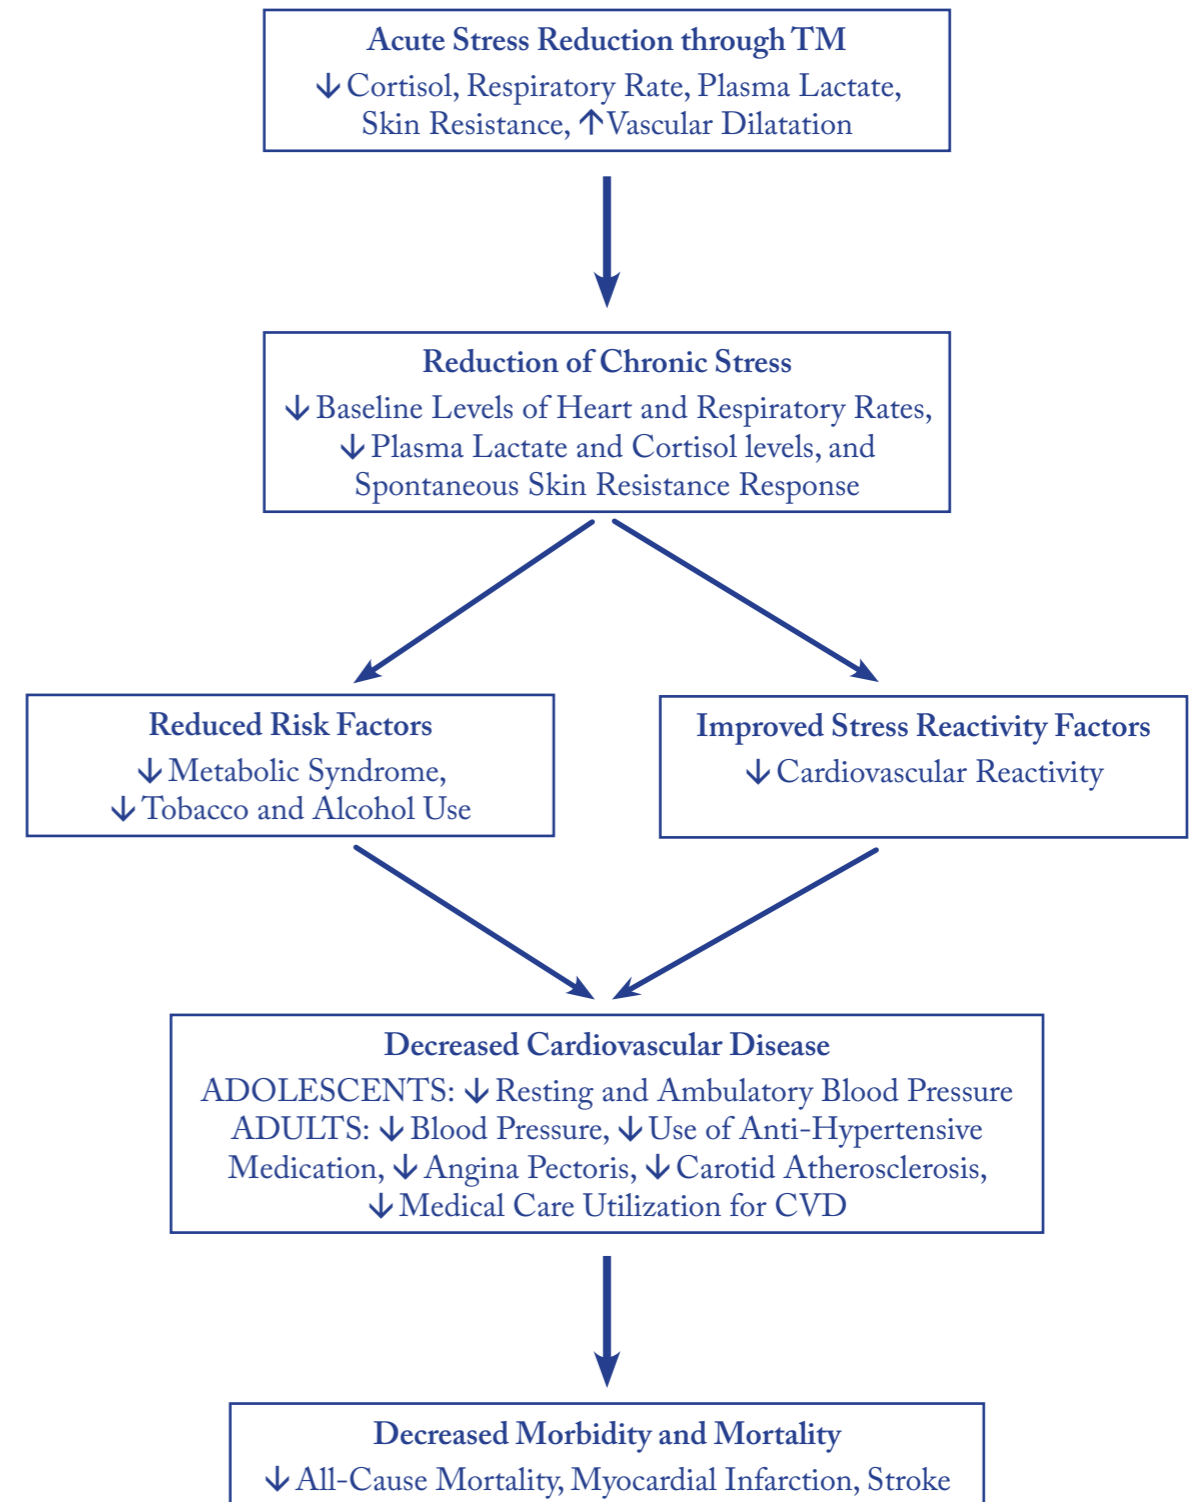 Acute Stress Reduction through TM
↓ Cortisol, Respiratory Rate, Plasma Lactate,
Skin Resistance, ↑ Vascular Dilatation
Reduction of Chronic Stress
↓ Baseline Levels of Heart and Respiratory Rates,
↓ Plasma Lactate and Cortisol levels, and
Spontaneous Skin Resistance Response
Reduced Risk Factors
↓ Metabolic Syndrome,
↓ Tobacco and Alcohol Use
Improved Stress Reactivity Factors
↓ Cardiovascular Reactivity
Decreased Cardiovascular Disease
ADOLESCENTS: ↓ Resting and Ambulatory Blood Pressure
ADULTS: ↓ Blood Pressure, ↓ Use of Anti-Hypertensive
Medication, ↓ Angina Pectoris, ↓ Carotid Atherosclerosis,
↓ Medical Care Utilization for CVD
Decreased Morbidity and Mortality
↓ All-Cause Mortality, Myocardial Infarction, Stroke